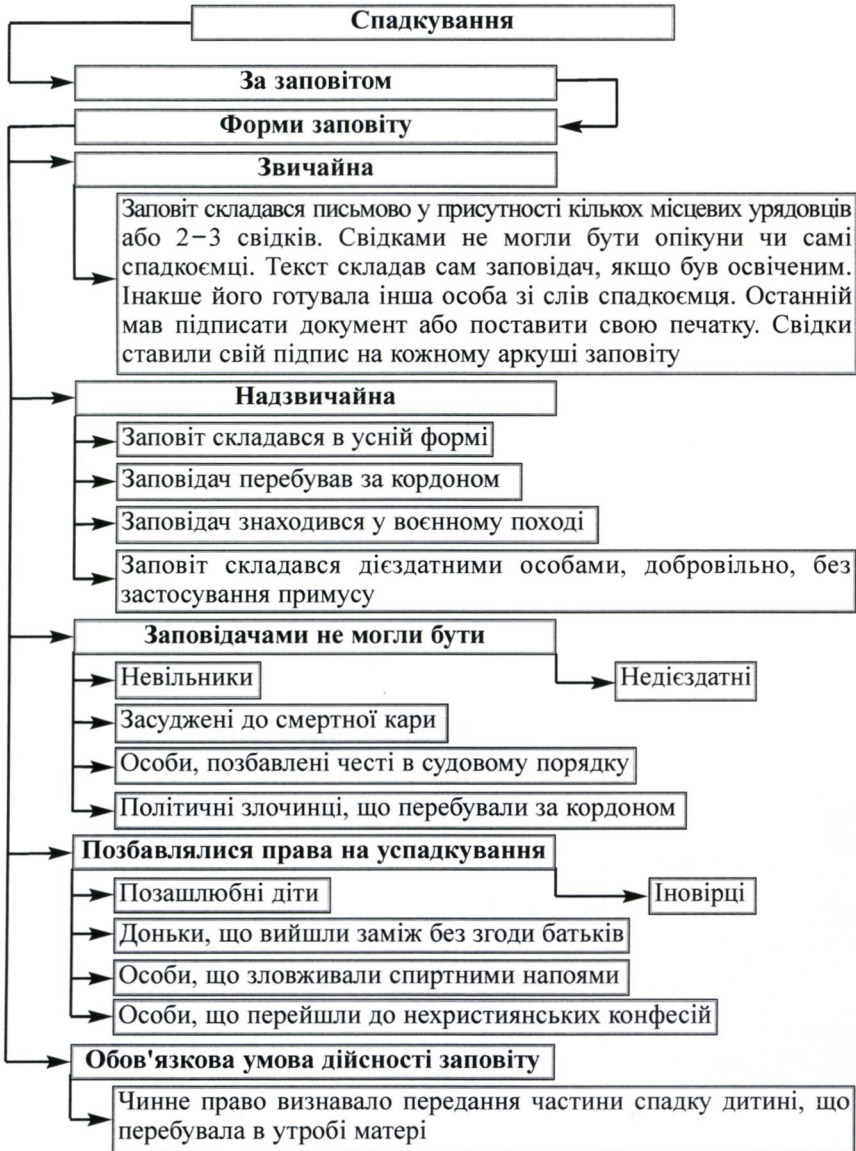 Спадкування
За заповітом
Форми заповіту
Звичайна
Заповіт складався письмово у присутності кількох місцевих урядовців
або 2−3 свідків. Свідками не могли бути опікуни чи самі
спадкоємці. Текст складав сам заповідач, якщо був освіченим.
Інакше його готувала інша особа зі слів спадкоємця. Останній
мав підписати документ або поставити свою печатку. Свідки
ставили свій підпис на кожному аркуші заповіту
Надзвичайна
Заповіт складався в усній формі
Заповідач перебував за кордоном
Заповідач знаходився у воєнному поході
Заповіт складався дієздатними особами, добровільно, без
застосування примусу
Заповідачами не могли бути
Невільники
Недієздатні
Засуджені до смертної кари
Особи, позбавлені честі в судовому порядку
Політичні злочинці, що перебували за кордоном
Позбавлялися права на успадкування
Позашлюбні діти
Іновірці
Доньки, що вийшли заміж без згоди батьків
Особи, що зловживали спиртними напоями
Особи, що перейшли до нехристиянських конфесій
Обов'язкова умова дійсності заповіту
Чинне право визнавало передання частини спадку дитині, що
перебувала в утробі матері